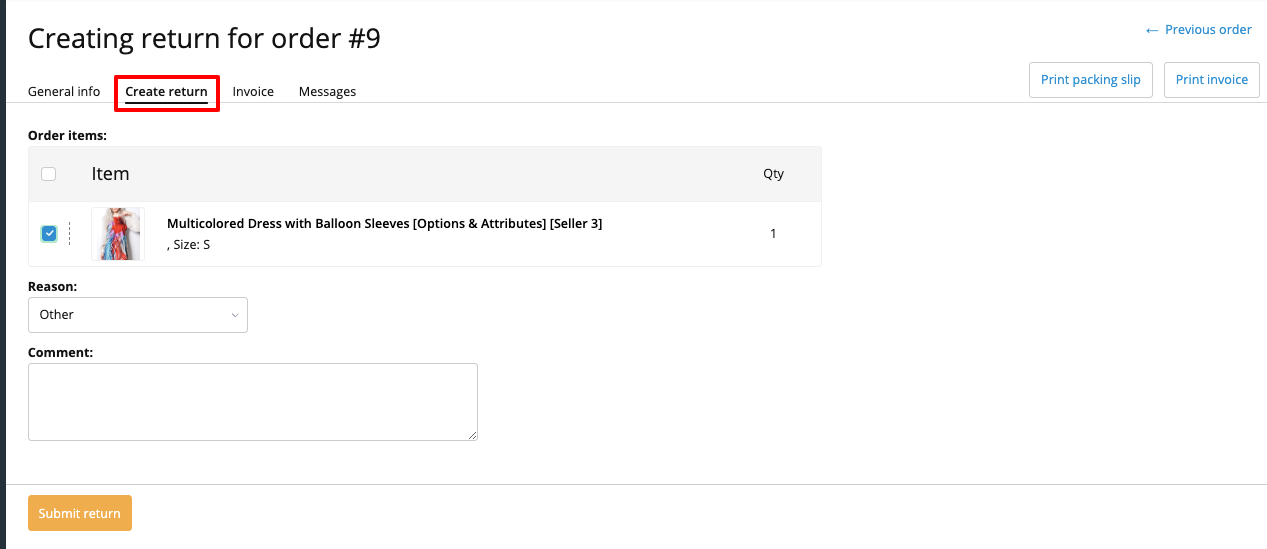 Creating return for order #9
← Previous order
General info Create return Invoice Messages
Print packing slip Print invoice
Order items:
Item Qty
Multicolored Dress with Balloon Sleeves [Options & Attributes] [Seller 3]
, Size: S
1
Reason:
Other
Comment:
Submit return